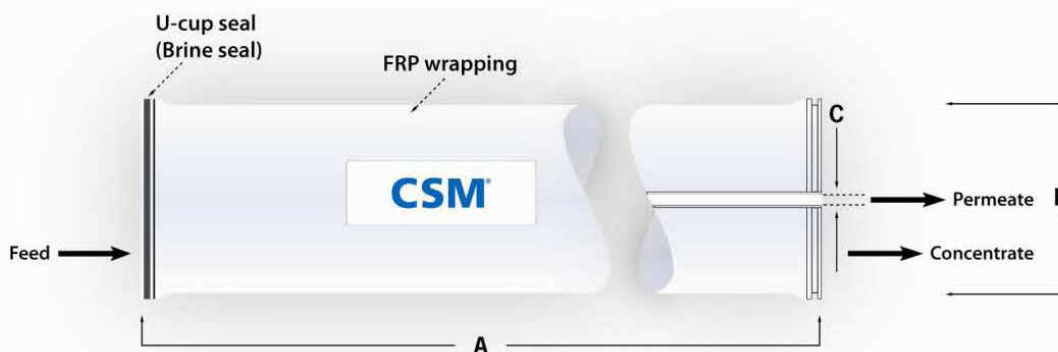 U-cup seal
(Brine seal)
FRP wrapping
C
CSM®
Permeate
Feed
Concentrate
A